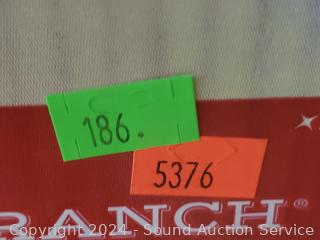 186.
5376
RANCH®
Copyright 2024 - Sound Auction Service